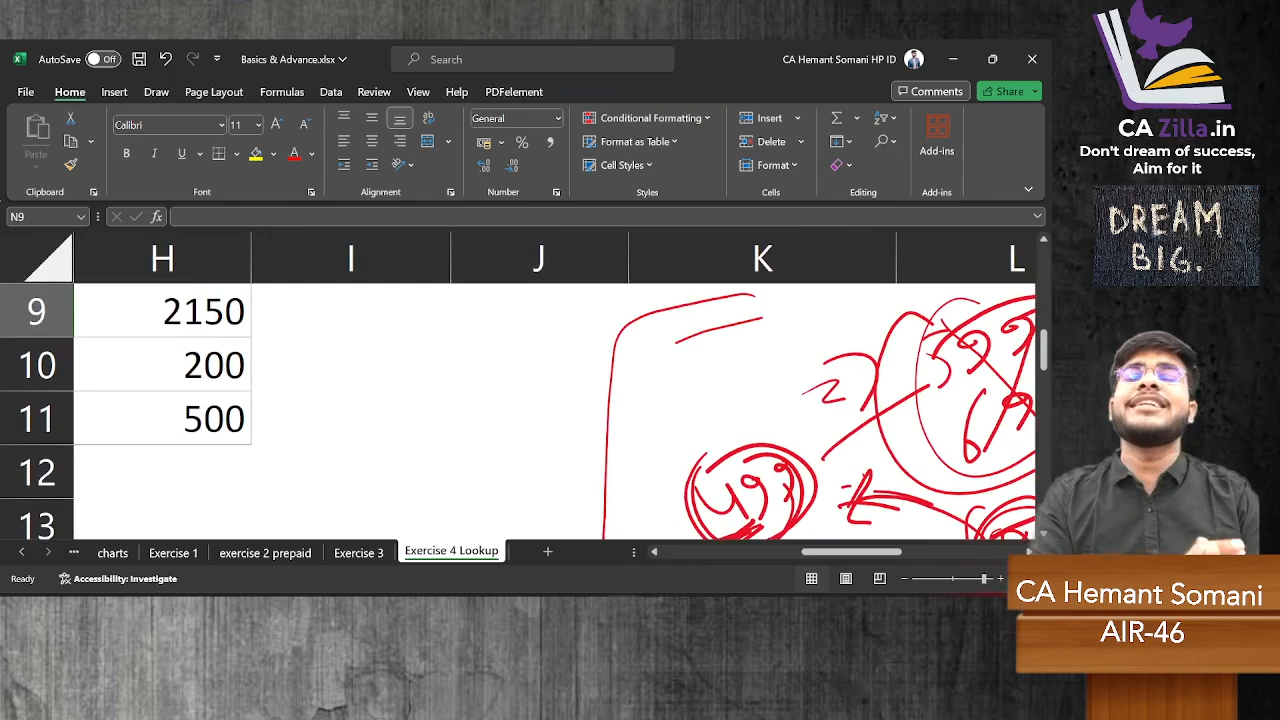 AutoSave Off Basics & Advance.xlsx Search CA Hemant Somani HP ID
File Home Insert Draw Page Layout Formulas Data Review View Help PDFelement Comments Share
Paste Calibri 11 General Conditional Formatting Insert Σ
B I U A % Format as Table Delete Add-ins
Cell Styles Format
Clipboard Font Alignment Number Styles Cells Editing Add-ins
N9 fx
H I J K L
9 2150
10 200
11 500
12
13
2)
499
charts Exercise 1 exercise 2 prepaid Exercise 3 Exercise 4 Lookup
Ready Accessibility: Investigate
CA Zilla.in
Don't dream of success,
Aim for it
DREAM
BIG.
CA Hemant Somani
AIR-46